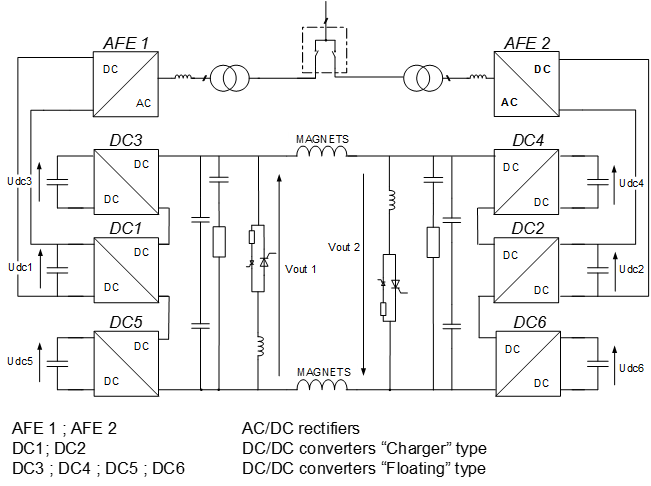 AFE 1
AFE 2
DC
AC
DC
AC
DC3
MAGNETS
DC4
DC
DC
DC
DC
Udc3
Udc4
DC1
DC2
DC
DC
DC
DC
Udc1
Vout 1
Vout 2
Udc2
DC5
DC6
DC
DC
DC
DC
Udc5
MAGNETS
Udc6
AFE 1 ; AFE 2 AC/DC rectifiers
DC1; DC2 DC/DC converters “Charger” type
DC3 ; DC4 ; DC5 ; DC6 DC/DC converters “Floating” type